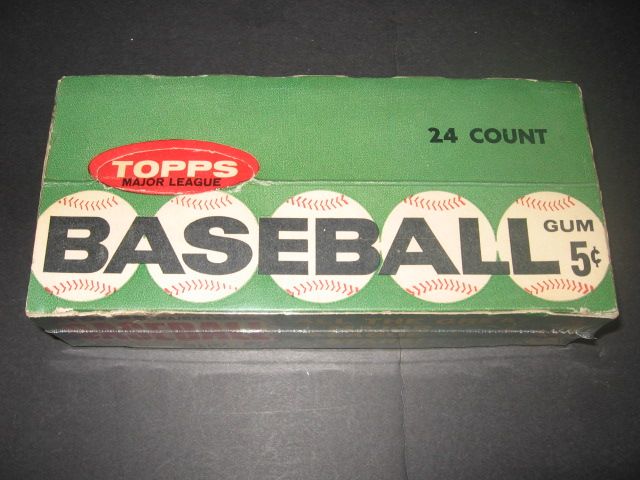 24 COUNT
TOPPS
MAJOR LEAGUE
BASEBALL
GUM
5¢